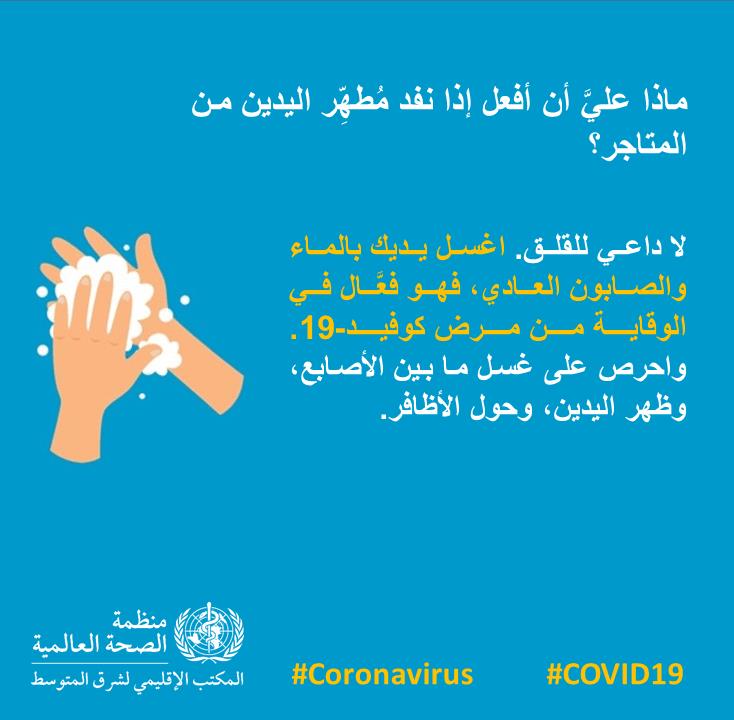 ماذا عليَّ أن أفعل إذا نفد مُطهِّر اليدين من
المتاجر؟
لا داعي للقلق. اغسل يديك بالماء
والصابون العادي، فهو فعَّال في
الوقاية من مرض كوفيد-19.
واحرص على غسل ما بين الأصابع،
وظهر اليدين، وحول الأظافر.
منظمة
الصحة العالمية
المكتب الإقليمي لشرق المتوسط
#Coronavirus #COVID19